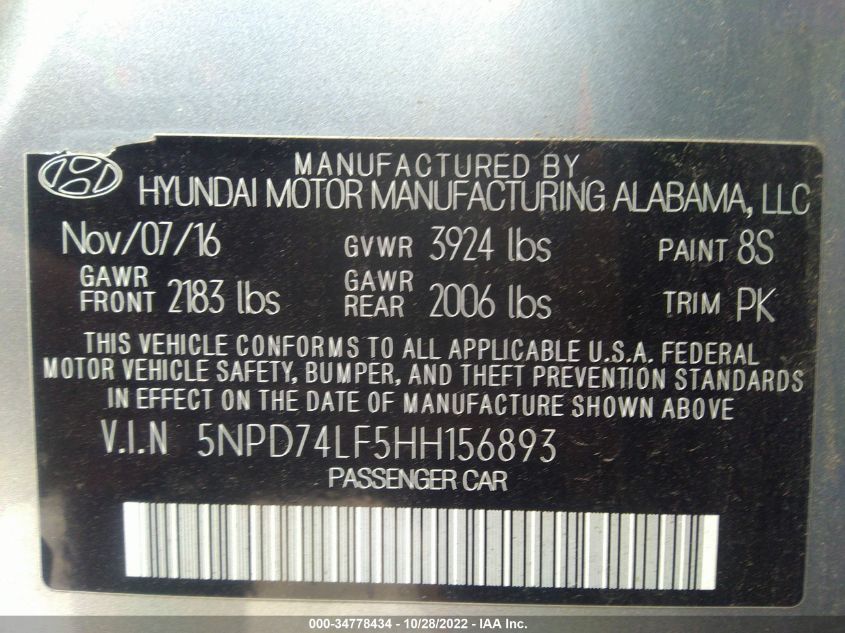 MANUFACTURED BY
HYUNDAI MOTOR MANUFACTURING ALABAMA, LLC
Nov/07/16 GVWR 3924 lbs PAINT 8S
GAWR FRONT 2183 lbs GAWR REAR 2006 lbs TRIM PK
THIS VEHICLE CONFORMS TO ALL APPLICABLE U.S.A. FEDERAL
MOTOR VEHICLE SAFETY, BUMPER, AND THEFT PREVENTION STANDARDS
IN EFFECT ON THE DATE OF MANUFACTURE SHOWN ABOVE
V.I.N 5NPD74LF5HH156893
PASSENGER CAR
000-34778434 - 10/28/2022 - IAA Inc.